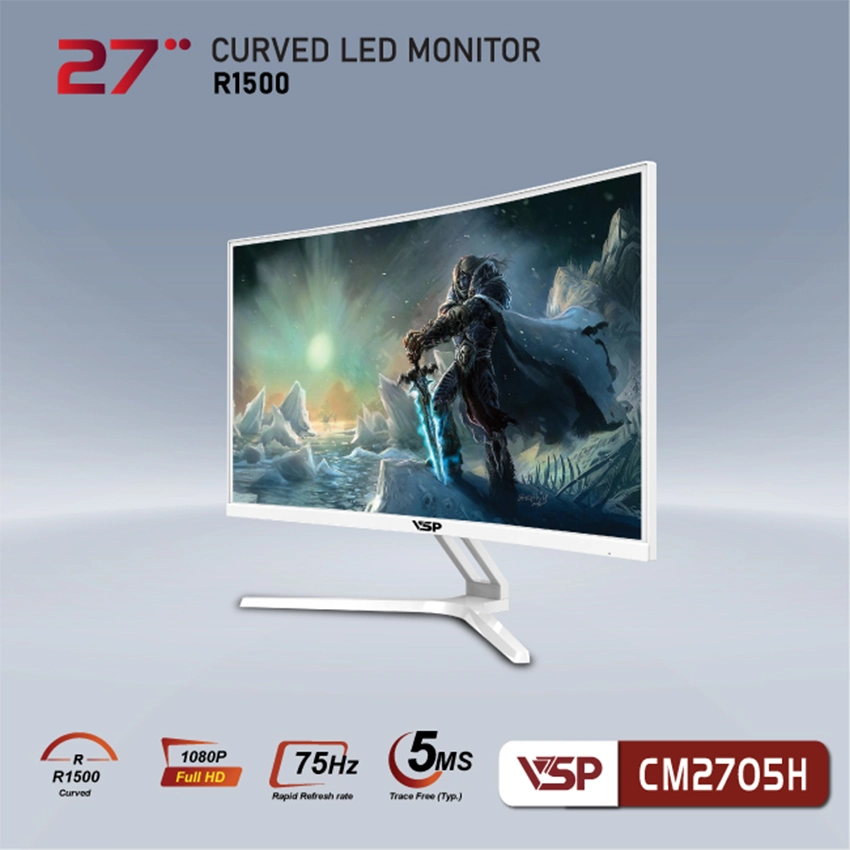 27" CURVED LED MONITOR
R1500
VSP
R
R1500
Curved
1080P
Full HD
75Hz
Rapid Refresh rate
5MS
Trace Free (Typ.)
VSP CM2705H